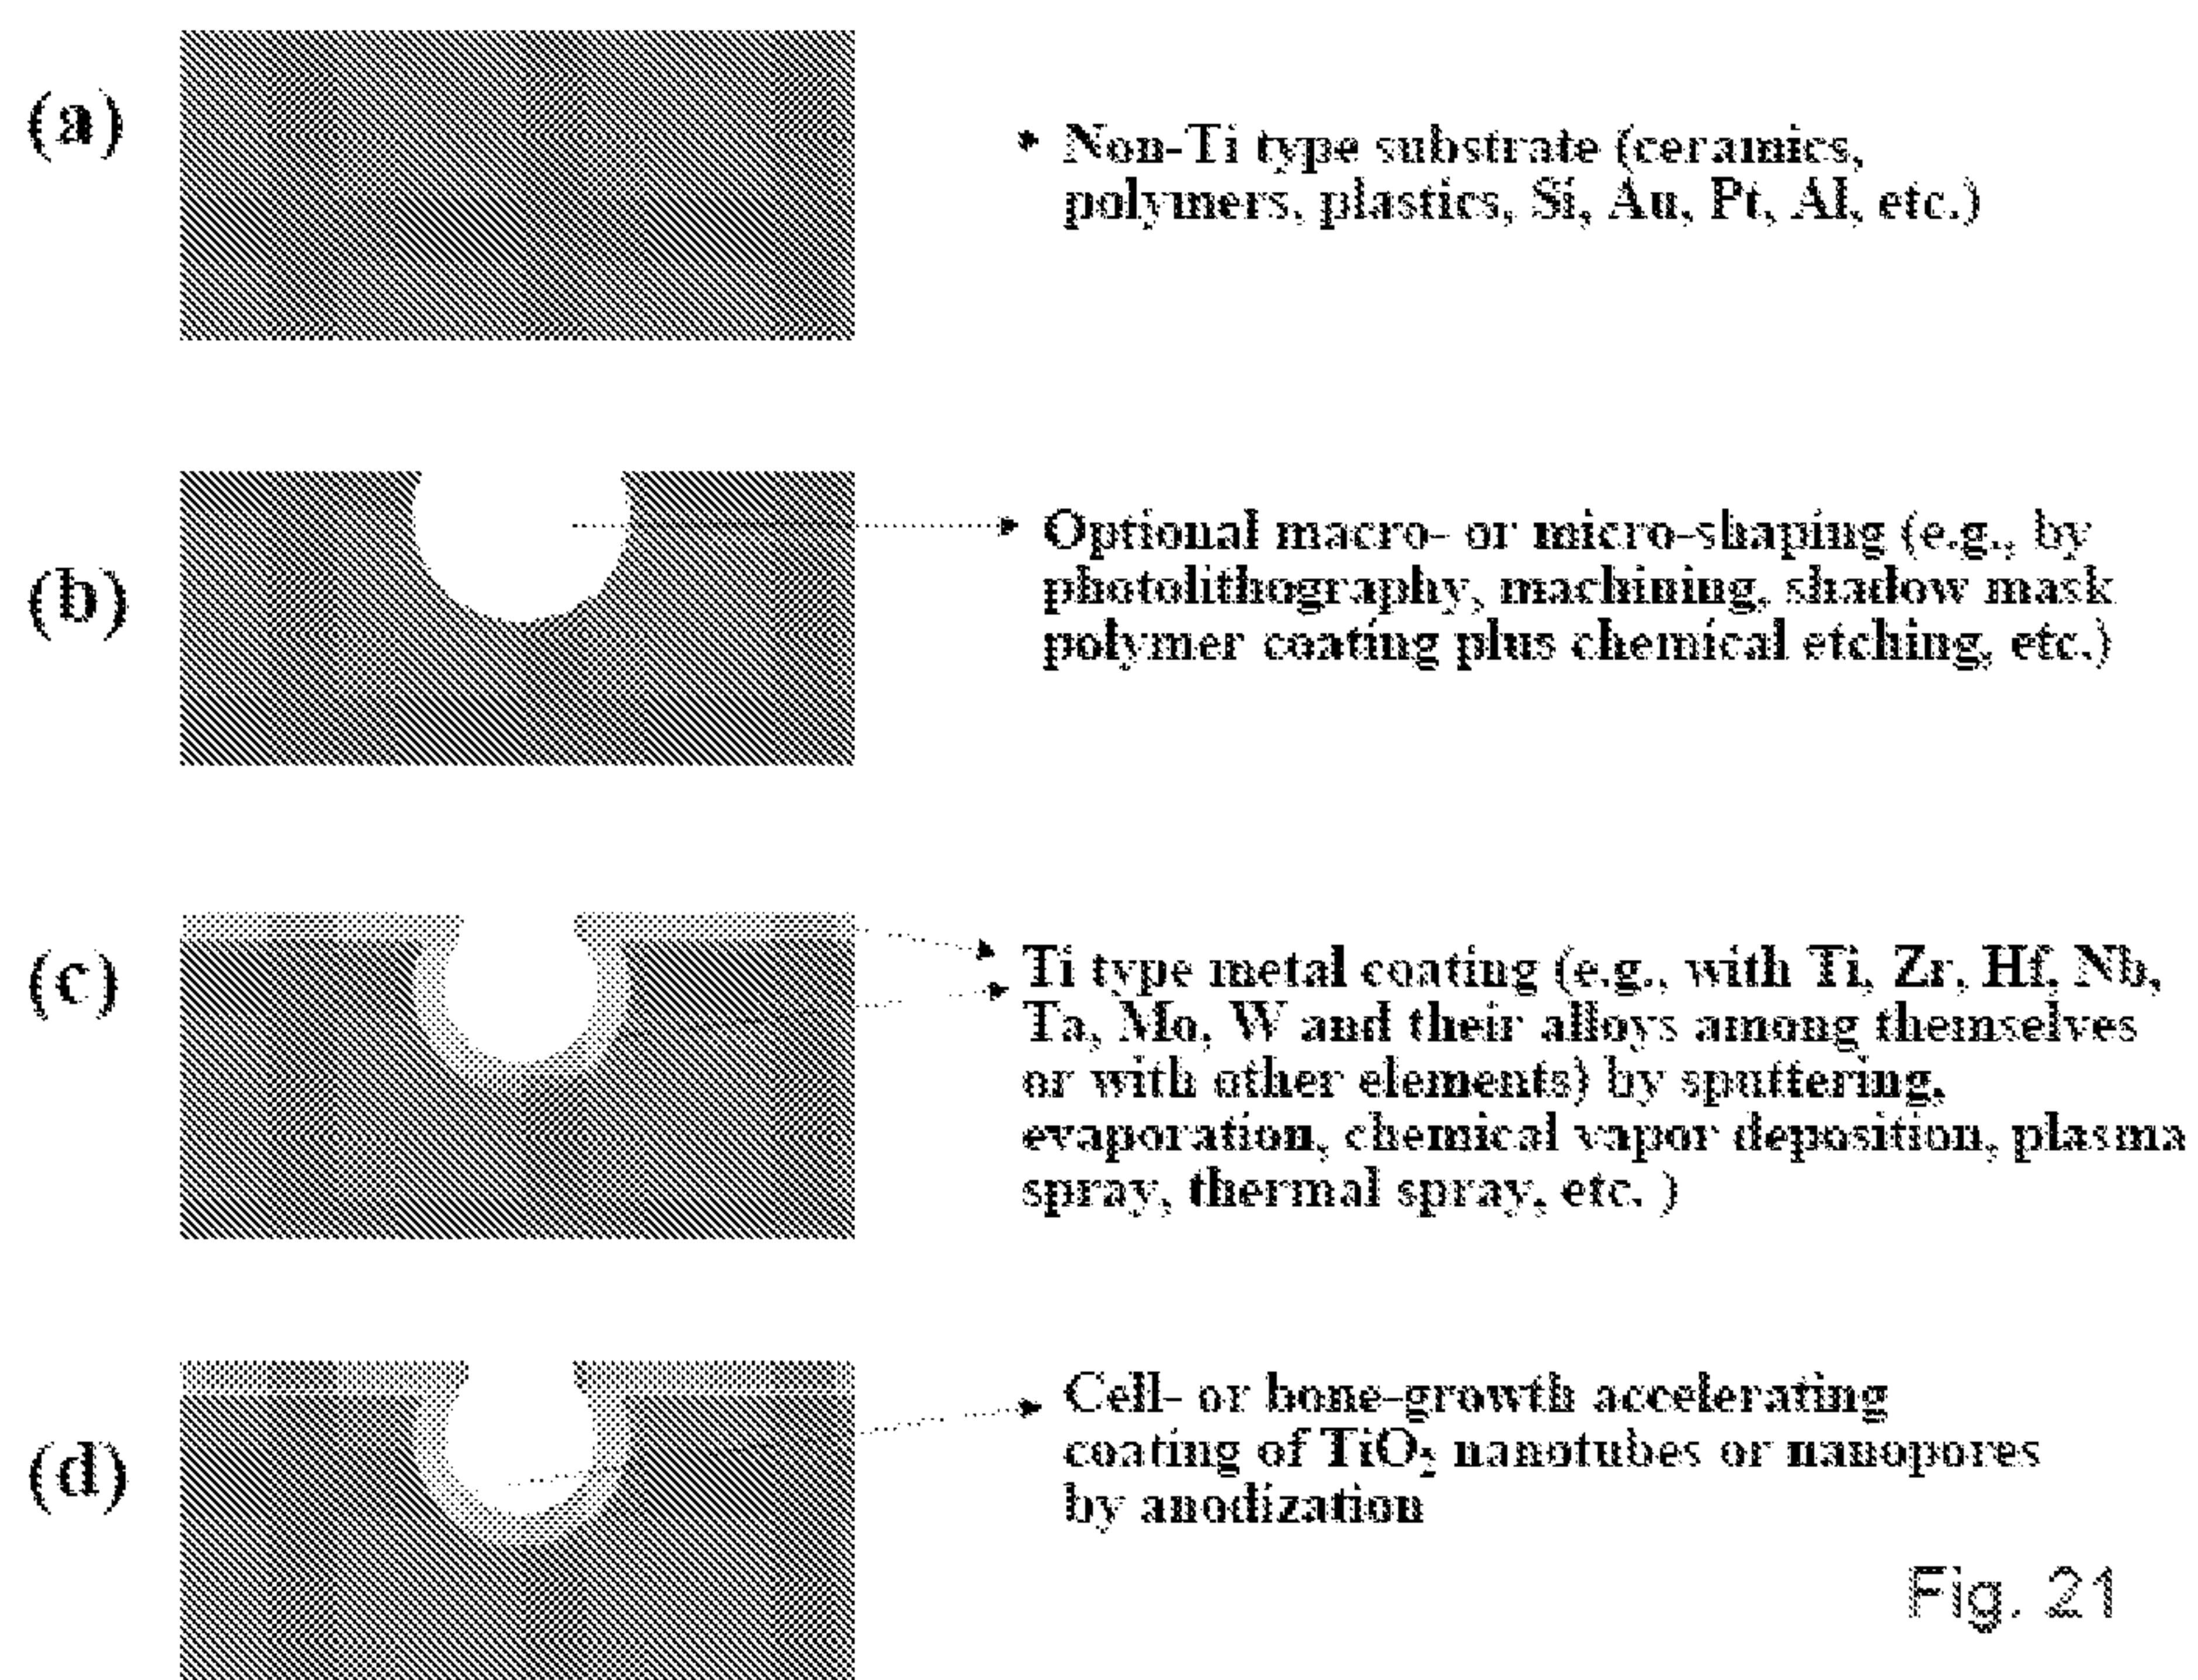 (a)
Non-Ti type substrate (ceramics,
polymers, plastics, Si, Au, Pt, Al, etc.)
(b)
Optional macro- or micro-shaping (e.g., by
photolithography, machining, shadow mask
polymer coating plus chemical etching, etc.)
(c)
Ti type metal coating (e.g., with Ti, Zr, Hf, Nb,
Ta, Mo, W and their alloys among themselves
or with other elements) by sputtering,
evaporation, chemical vapor deposition, plasma
spray, thermal spray, etc. )
(d)
Cell- or bone-growth accelerating
coating of TiO₂ nanotubes or nanopores
by anodization
Fig. 21